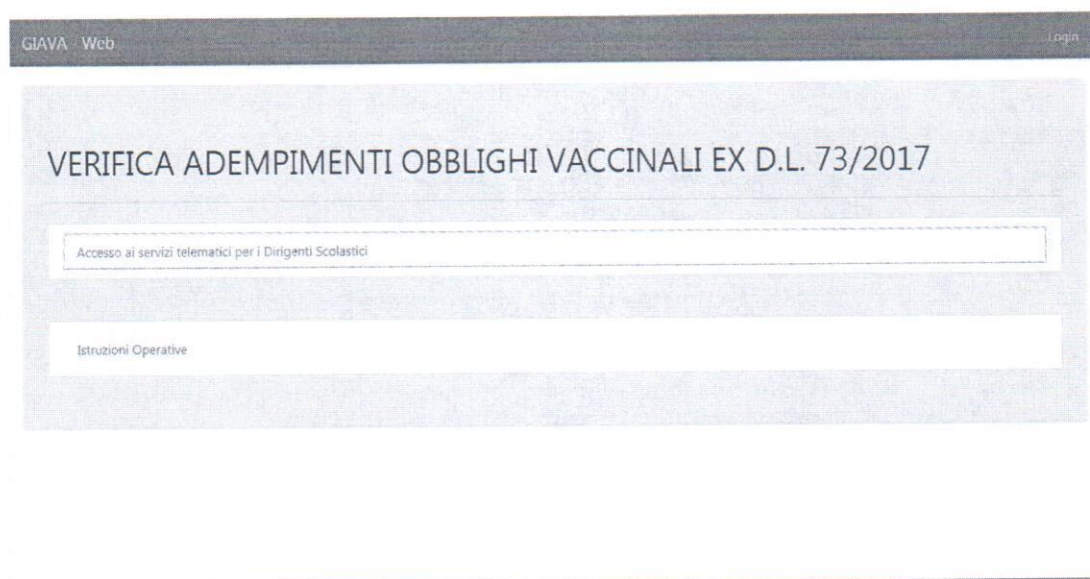 GIAVA - Web
Login
VERIFICA ADEMPIMENTI OBBLIGHI VACCINALI EX D.L. 73/2017
Accesso ai servizi telematici per i Dirigenti Scolastici
Istruzioni Operative